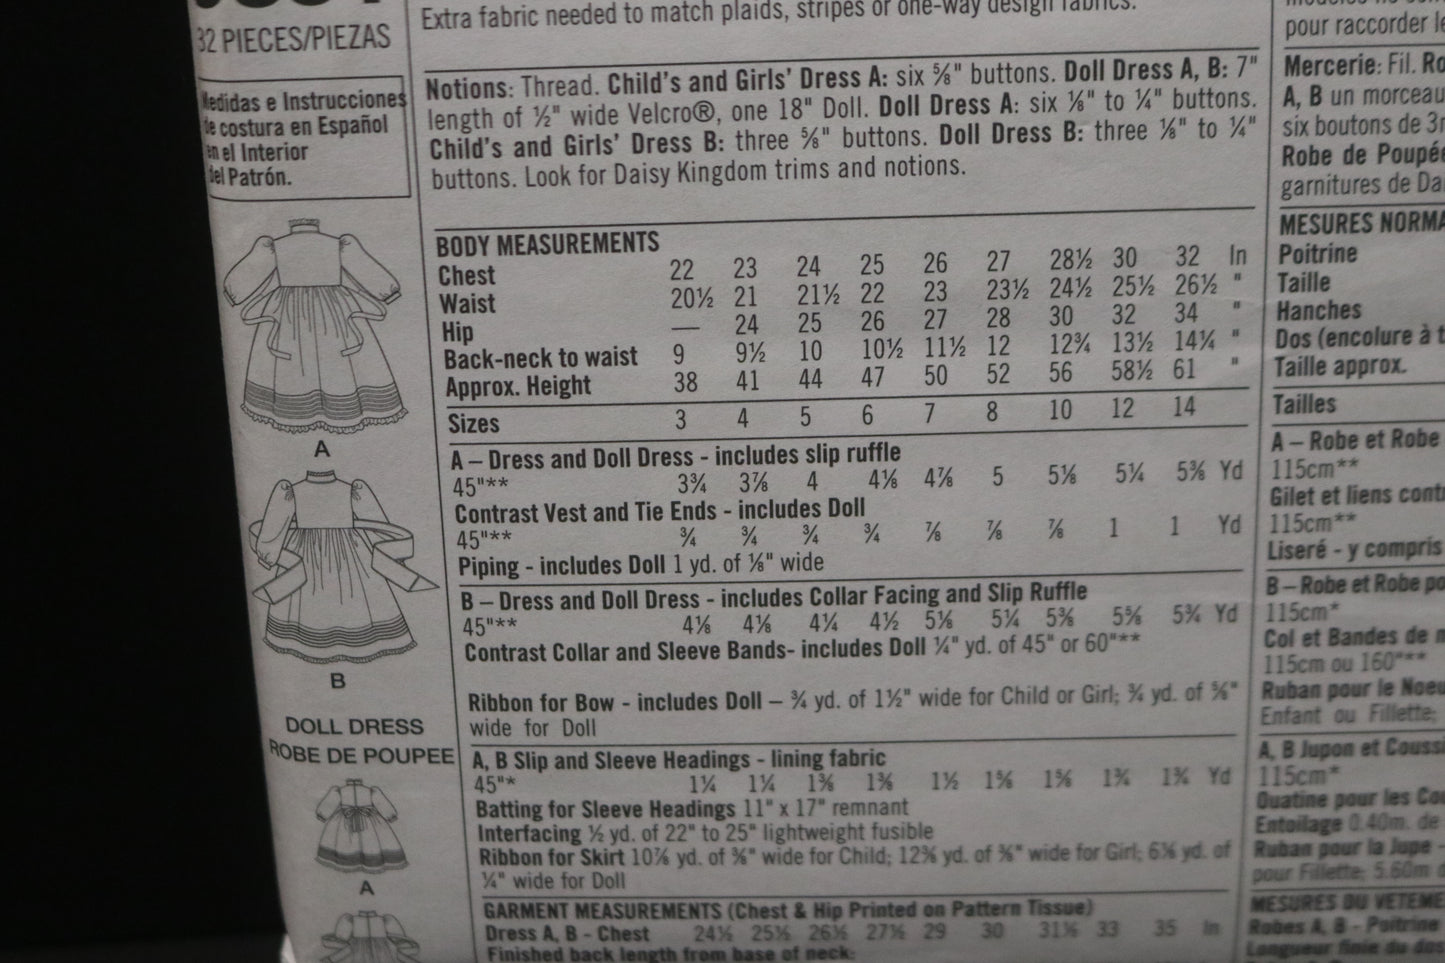 32 PIECES/PIEZAS
Medidas e Instrucciones
de costura en Español
en el Interior
del Patrón.
A
B
DOLL DRESS
ROBE DE POUPEE
A
Extra fabric needed to match plaids, stripes or one-way design fabrics.
Notions: Thread. Child's and Girls' Dress A: six ⅝" buttons. Doll Dress A, B: 7"
length of ½" wide Velcro®, one 18" Doll. Doll Dress A: six ⅛" to ¼" buttons.
Child's and Girls' Dress B: three ⅝" buttons. Doll Dress B: three ⅛" to ¼"
buttons. Look for Daisy Kingdom trims and notions.
BODY MEASUREMENTS
Chest 22 23 24 25 26 27 28½ 30 32 In
Waist 20½ 21 21½ 22 23 23½ 24½ 25½ 26½ "
Hip — 24 25 26 27 28 30 32 34 "
Back-neck to waist 9 9½ 10 10½ 11½ 12 12¾ 13½ 14¼ "
Approx. Height 38 41 44 47 50 52 56 58½ 61 "
Sizes 3 4 5 6 7 8 10 12 14
A – Dress and Doll Dress - includes slip ruffle
45"** 3¾ 3⅞ 4 4⅛ 4⅞ 5 5⅛ 5¼ 5⅜ Yd
Contrast Vest and Tie Ends - includes Doll
45"** ¾ ¾ ¾ ¾ ⅞ ⅞ ⅞ 1 1 Yd
Piping - includes Doll 1 yd. of ⅛" wide
B – Dress and Doll Dress - includes Collar Facing and Slip Ruffle
45"** 4⅛ 4⅛ 4¼ 4½ 5⅛ 5¼ 5⅜ 5⅝ 5¾ Yd
Contrast Collar and Sleeve Bands- includes Doll ¼" yd. of 45" or 60"**
Ribbon for Bow - includes Doll – ¾ yd. of 1½" wide for Child or Girl; ¾ yd. of ⅝"
wide for Doll
A, B Slip and Sleeve Headings - lining fabric
45"* 1¼ 1¼ 1⅜ 1⅜ 1½ 1⅝ 1⅝ 1¾ 1¾ Yd
Batting for Sleeve Headings 11" x 17" remnant
Interfacing ½ yd. of 22" to 25" lightweight fusible
Ribbon for Skirt 10⅞ yd. of ⅜" wide for Child; 12⅜ yd. of ⅜" wide for Girl; 6⅛ yd. of
¼" wide for Doll
GARMENT MEASUREMENTS (Chest & Hip Printed on Pattern Tissue)
Dress A, B - Chest 24½ 25½ 26½ 27½ 29 30 31½ 33 35 In
Finished back length from base of neck:
pour raccorder
Mercerie: Fil.
A, B un morceau
six boutons de
Robe de Poupée
garnitures de
MESURES
Poitrine
Taille
Hanches
Dos (encolure à
Taille approx.
Tailles
A – Robe et Robe
115cm**
Gilet et liens
115cm**
Liseré - y compris
B – Robe et Robe
115cm*
Col et Bandes de
115cm ou 160"**
Ruban pour le
Enfant ou Fillette;
A, B Jupon et
115cm*
Ouatine pour les
Entoilage 0.40m. de
Ruban pour la Jupe -
pour Fillette; 5.60m
MESURES DU
Robes A, B - Poitrine
Longueur finie du dos